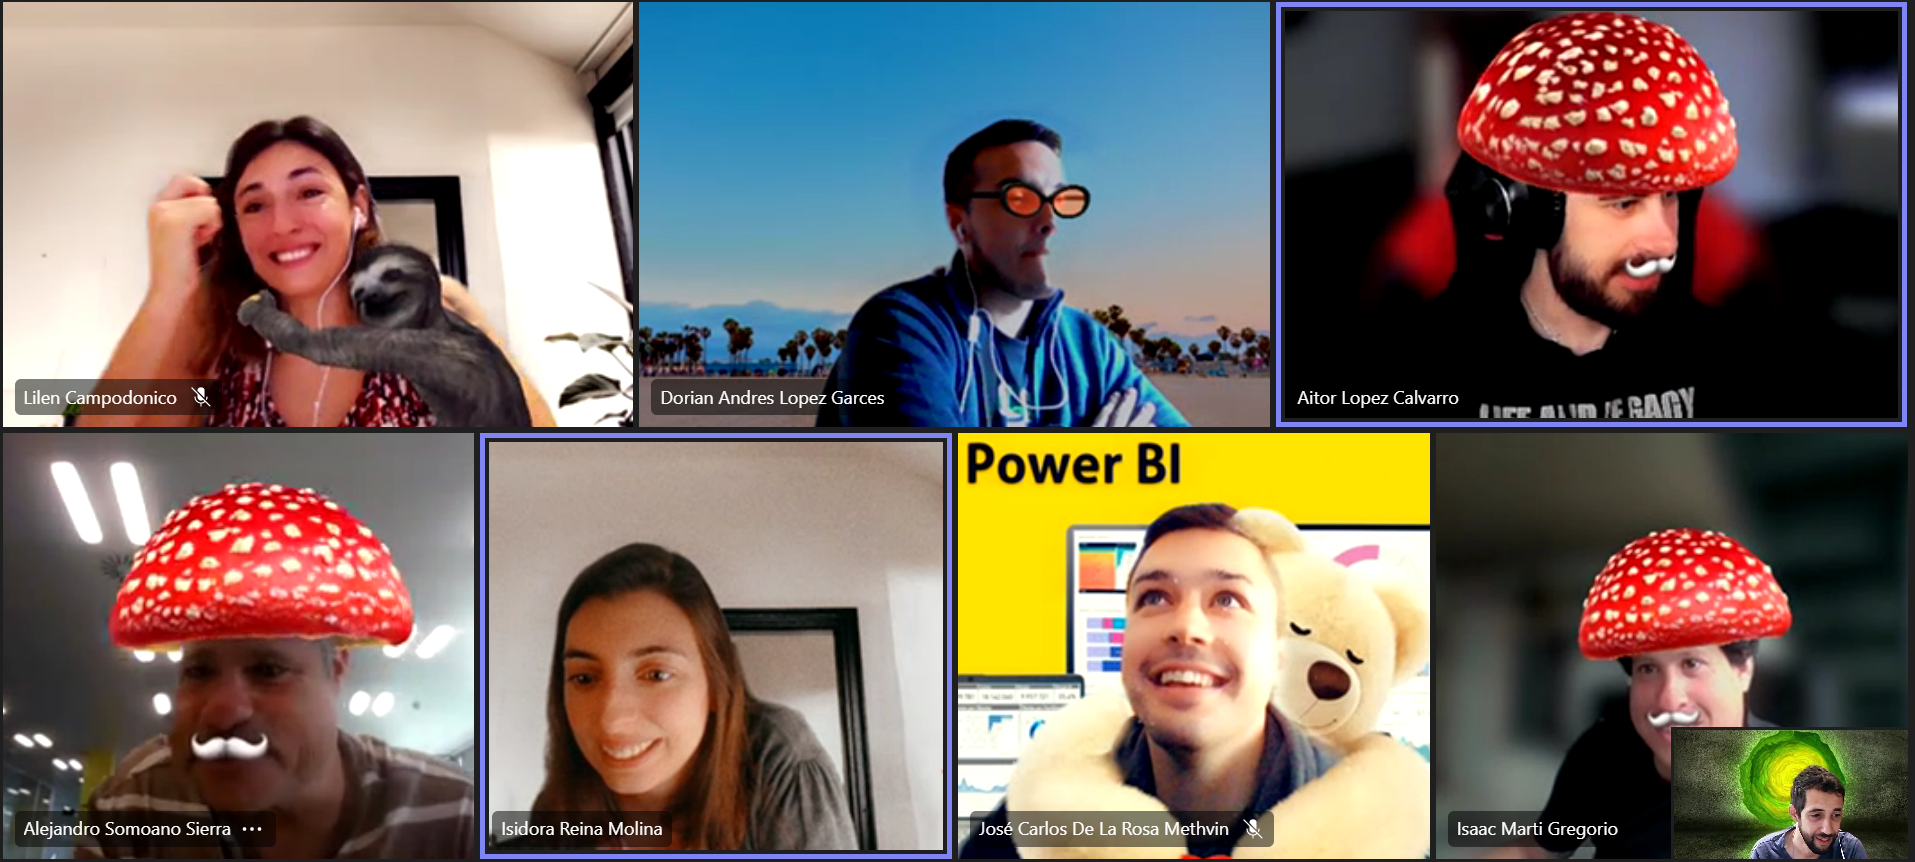 Lilen Campodonico
Dorian Andres Lopez Garces
Aitor Lopez Calvarro
Power BI
Alejandro Somoano Sierra ···
Isidora Reina Molina
José Carlos De La Rosa Methvin
Isaac Marti Gregorio